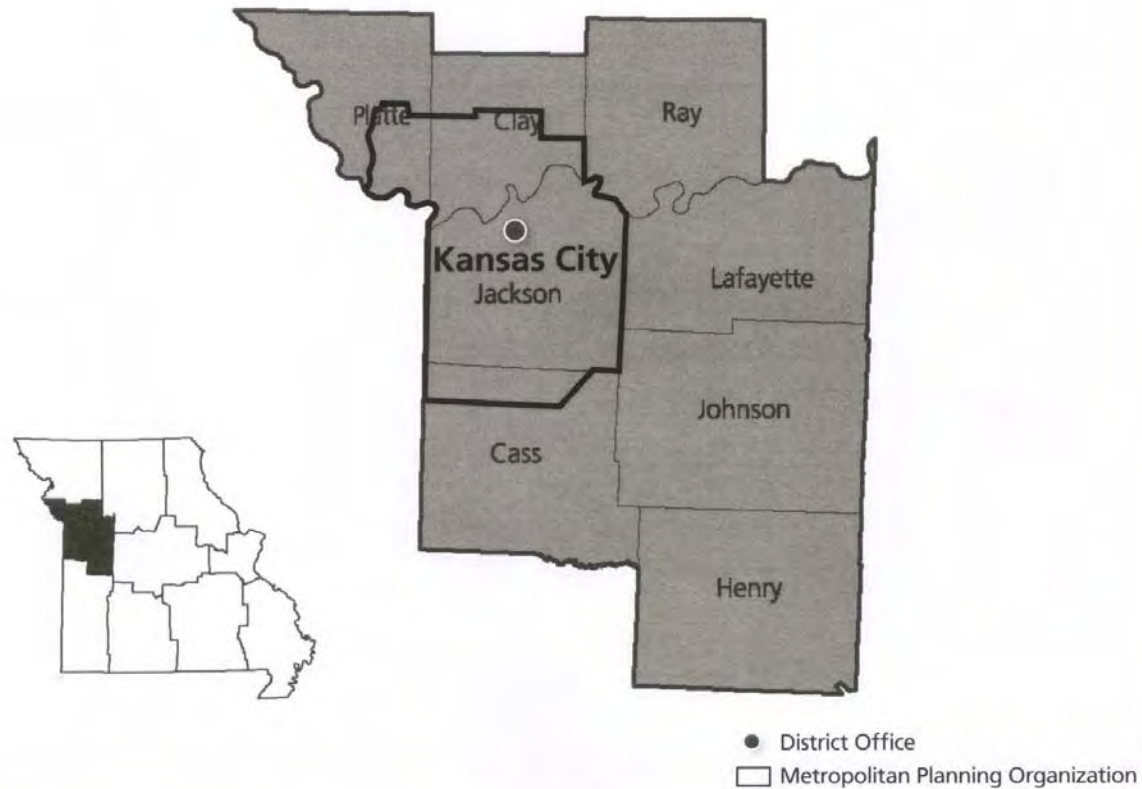 Platte
Clay
Ray
Kansas City
Jackson
Lafayette
Johnson
Cass
Henry
District Office
Metropolitan Planning Organization